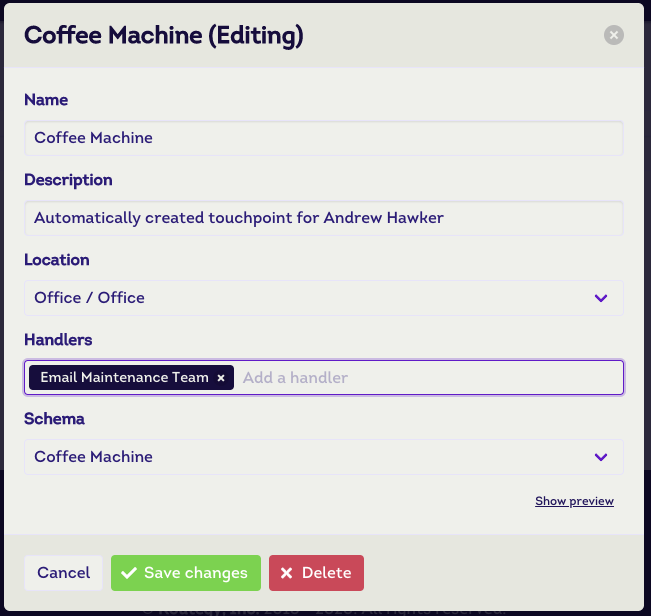 Coffee Machine (Editing)
Name
Coffee Machine
Description
Automatically created touchpoint for Andrew Hawker
Location
Office / Office
Handlers
Email Maintenance Team × Add a handler
Schema
Coffee Machine
Show preview
Cancel Save changes Delete